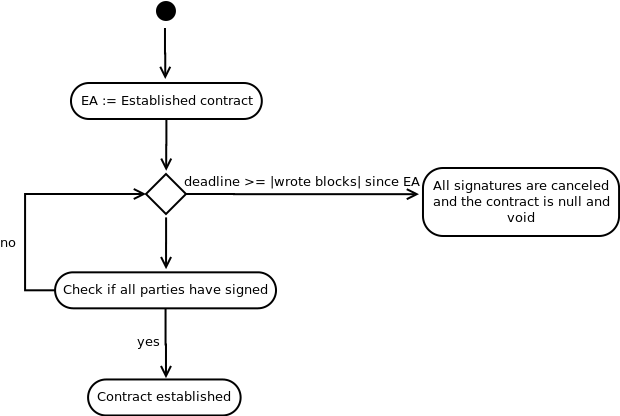 EA := Established contract
deadline >= |wrote blocks| since EA
All signatures are canceled
and the contract is null and
void
no
Check if all parties have signed
yes
Contract established